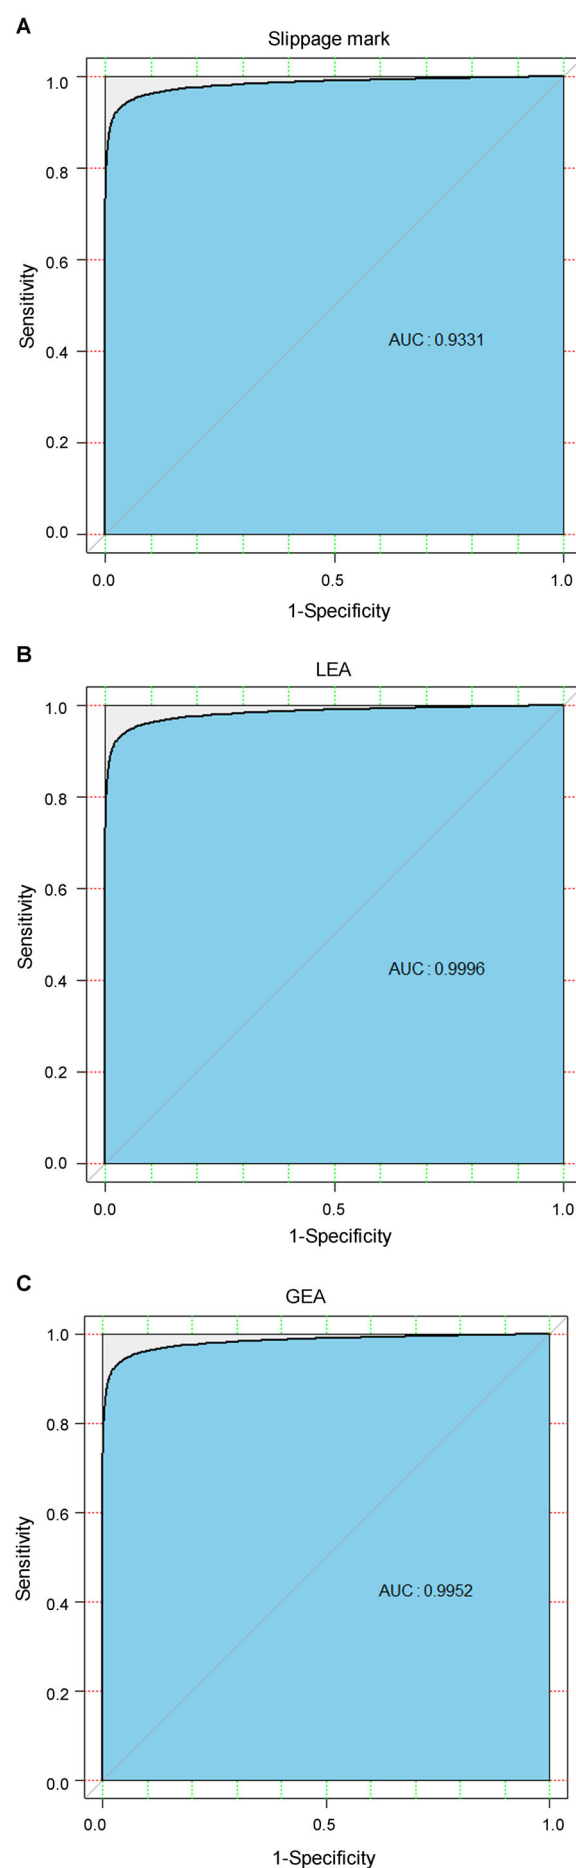 A
Slippage mark
1.0
0.8
0.6
0.4
0.2
0.0
Sensitivity
AUC : 0.9331
0.0 0.5 1.0
1-Specificity
B
LEA
1.0
0.8
0.6
0.4
0.2
0.0
Sensitivity
AUC : 0.9996
0.0 0.5 1.0
1-Specificity
C
GEA
1.0
0.8
0.6
0.4
0.2
0.0
Sensitivity
AUC : 0.9952
0.0 0.5 1.0
1-Specificity